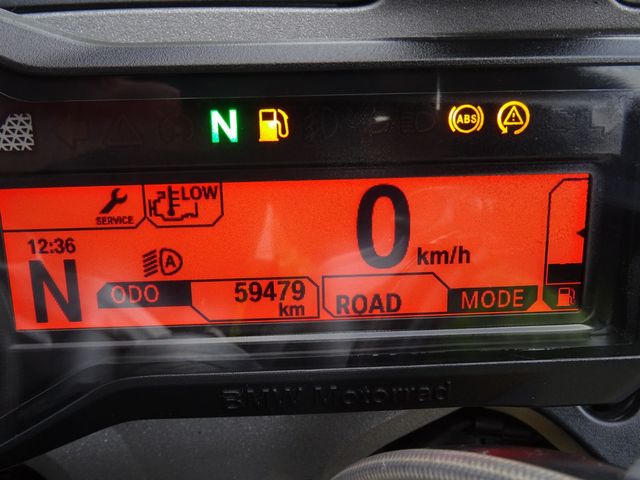 N
ABS
SERVICE
LOW
12:36
0 km/h
A
N
ODO
59479
km
ROAD
MODE
BMW Motorrad